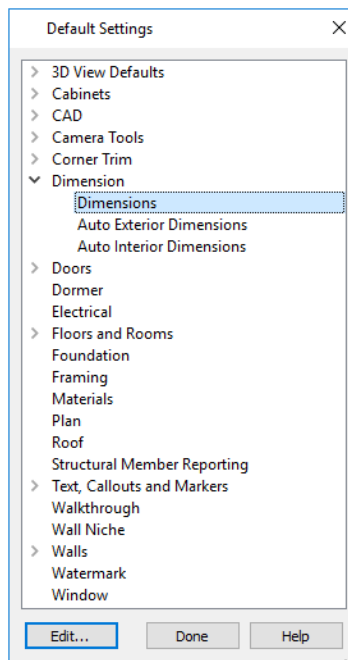 Default Settings
3D View Defaults
Cabinets
CAD
Camera Tools
Corner Trim
Dimension
Dimensions
Auto Exterior Dimensions
Auto Interior Dimensions
Doors
Dormer
Electrical
Floors and Rooms
Foundation
Framing
Materials
Plan
Roof
Structural Member Reporting
Text, Callouts and Markers
Walkthrough
Wall Niche
Walls
Watermark
Window
Edit... Done Help